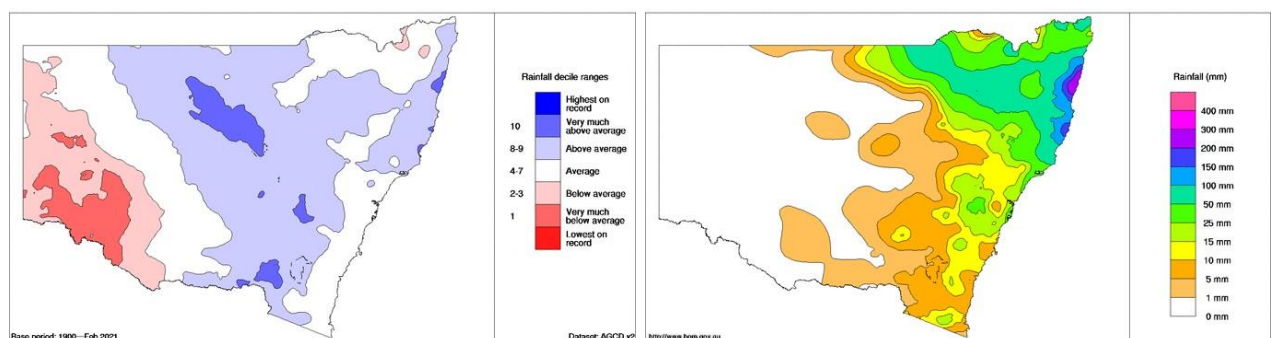 Rainfall decile ranges
Highest on
record
10
Very much
above average
8-9
Above average
4-7
Average
2-3
Below average
1
Very much
below average
Lowest on
record
Base period: 1900—Feb 2021
Dataset: AGCD v2
Rainfall (mm)
400 mm
300 mm
200 mm
150 mm
100 mm
50 mm
25 mm
15 mm
10 mm
5 mm
1 mm
0 mm
http://www.bom.gov.au